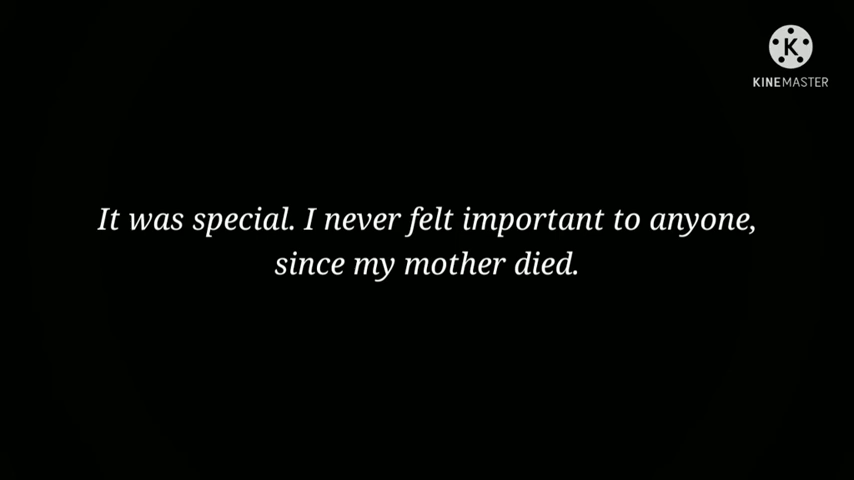 K
KINEMASTER
It was special. I never felt important to anyone,
since my mother died.